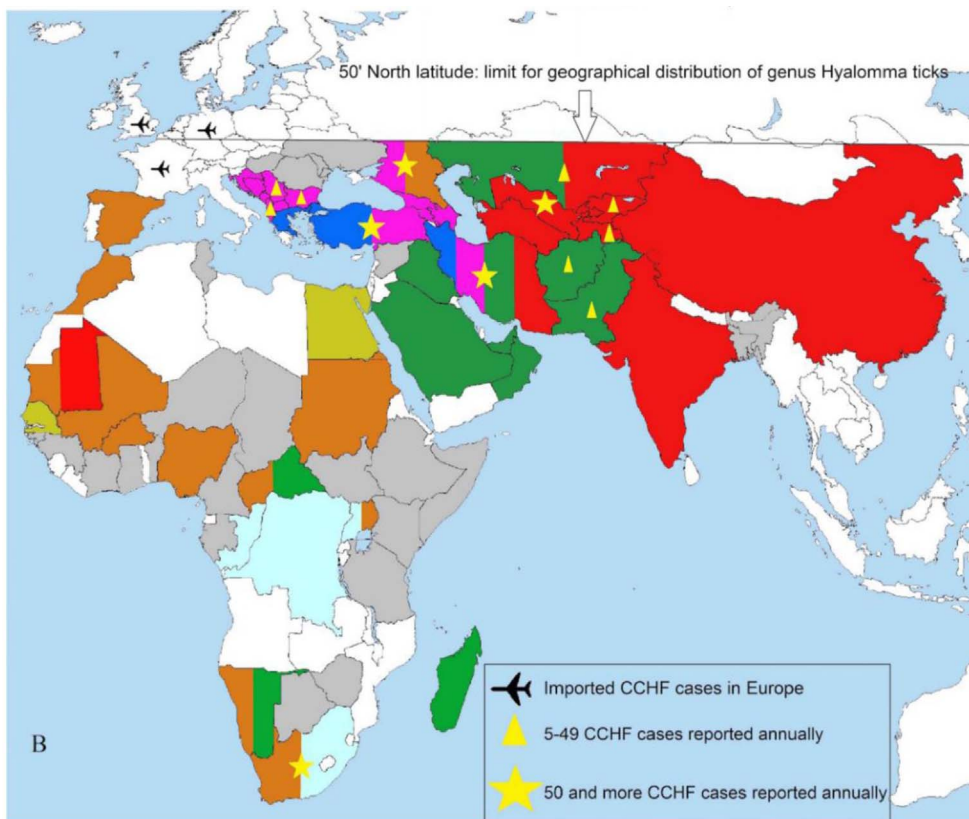 50' North latitude: limit for geographical distribution of genus Hyalomma ticks
B
Imported CCHF cases in Europe
5-49 CCHF cases reported annually
50 and more CCHF cases reported annually